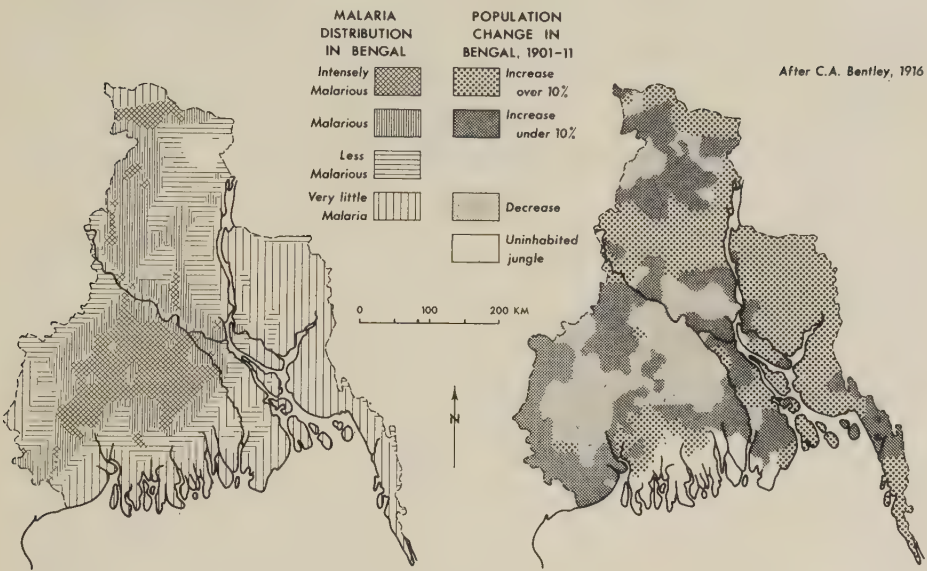 MALARIA
DISTRIBUTION
IN BENGAL
Intensely
Malarious
Malarious
Less
Malarious
Very little
Malaria
POPULATION
CHANGE IN
BENGAL, 1901-11
Increase
over 10%
Increase
under 10%
Decrease
Uninhabited
jungle
After C.A. Bentley, 1916
0 100 200 KM
N